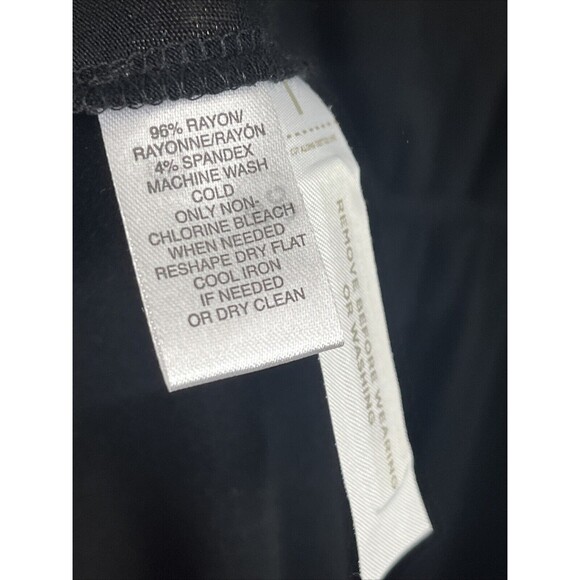 96% RAYON/
RAYONNE/RAYÓN
4% SPANDEX
MACHINE WASH
COLD
ONLY NON-
CHLORINE BLEACH
WHEN NEEDED
RESHAPE DRY FLAT
COOL IRON
IF NEEDED
OR DRY CLEAN
REMOVE BEFORE WEARING
OR WASHING